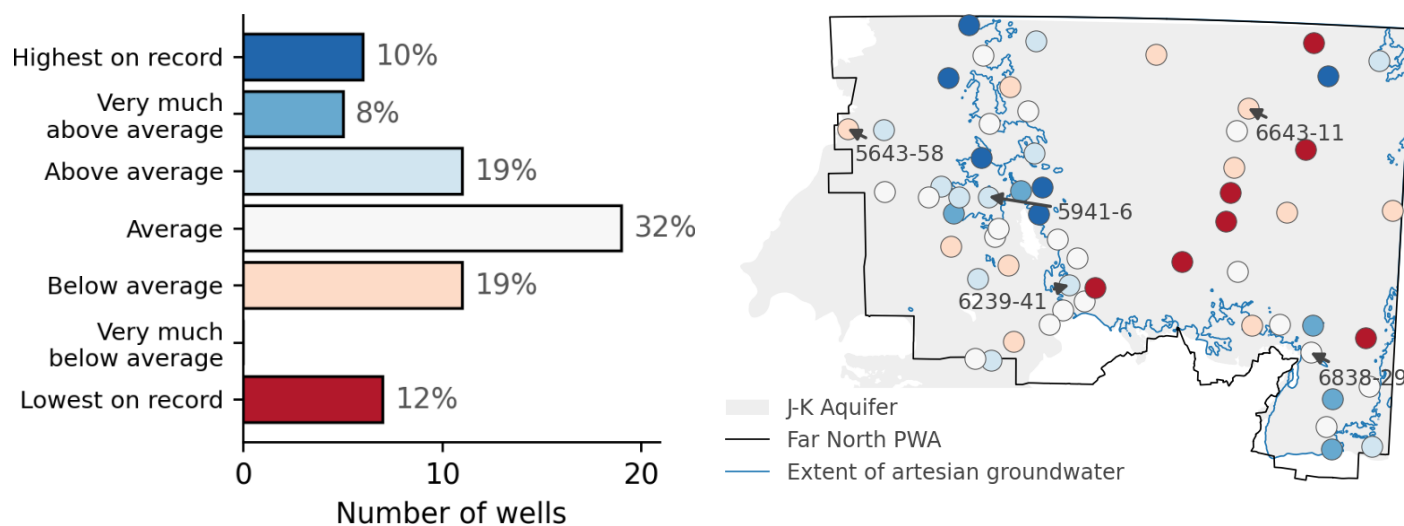 Highest on record
10%
Very much
above average
8%
Above average
19%
Average
32%
Below average
19%
Very much
below average
Lowest on record
12%
0
10
20
Number of wells
5643-58
6643-11
5941-6
6239-41
6838-29
J-K Aquifer
Far North PWA
Extent of artesian groundwater